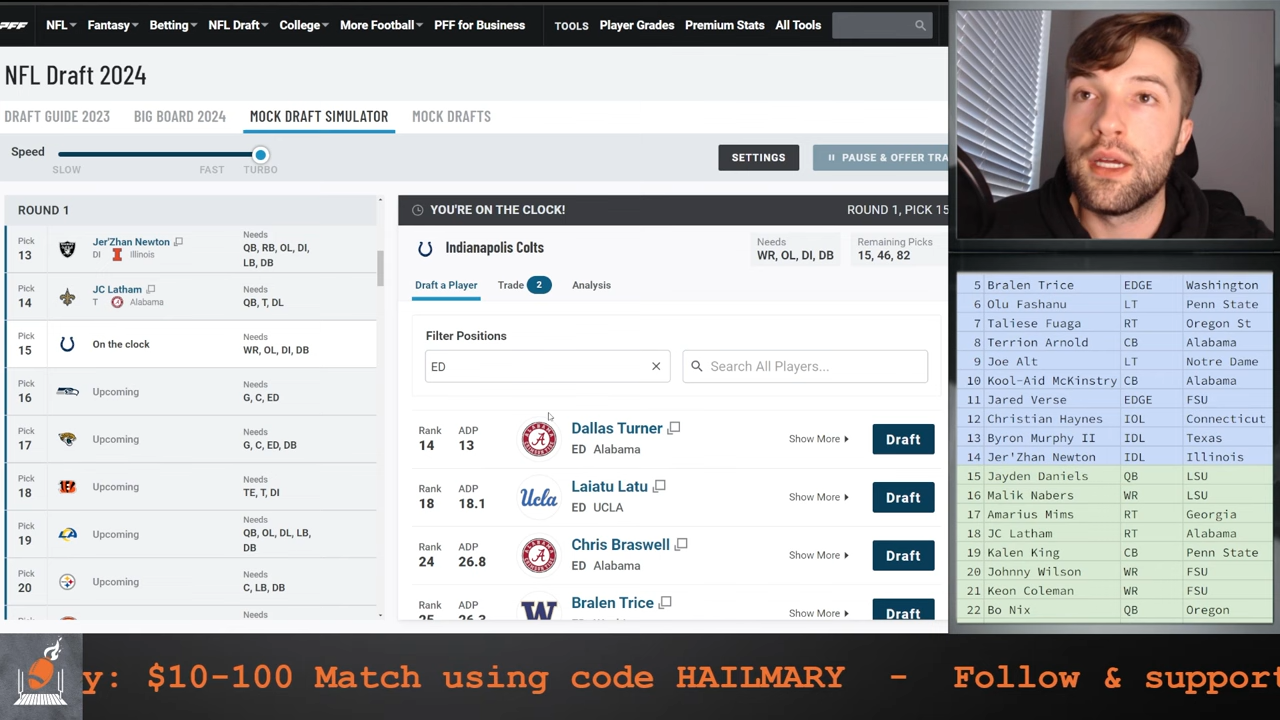 PFF NFL Fantasy Betting NFL Draft College More Football PFF for Business TOOLS Player Grades Premium Stats All Tools
NFL Draft 2024
DRAFT GUIDE 2023 BIG BOARD 2024 MOCK DRAFT SIMULATOR MOCK DRAFTS
Speed
SLOW FAST TURBO
SETTINGS
PAUSE & OFFER TRA
ROUND 1
Pick 13
Jer'Zhan Newton
DI Illinois
Needs
QB, RB, OL, DI,
LB, DB
Pick 14
JC Latham
T Alabama
Needs
QB, T, DL
Pick 15
On the clock
Needs
WR, OL, DI, DB
Pick 16
Upcoming
Needs
G, C, ED
Pick 17
Upcoming
Needs
G, C, ED, DB
Pick 18
Upcoming
Needs
TE, T, DI
Pick 19
Upcoming
Needs
QB, OL, DL, LB,
DB
Pick 20
Upcoming
Needs
C, LB, DB
Pick
Needs
YOU'RE ON THE CLOCK! ROUND 1, PICK 15
Indianapolis Colts
Needs
WR, OL, DI, DB
Remaining Picks
15, 46, 82
Draft a Player Trade 2 Analysis
Filter Positions
ED
Search All Players...
Rank 14
ADP 13
Dallas Turner
ED Alabama
Show More
Draft
Rank 18
ADP 18.1
Ucla
Laiatu Latu
ED UCLA
Show More
Draft
Rank 24
ADP 26.8
Chris Braswell
ED Alabama
Show More
Draft
Rank 25
ADP 26.3
W
Bralen Trice
Show More
Draft
5 Bralen Trice EDGE Washington
6 Olu Fashanu LT Penn State
7 Taliese Fuaga RT Oregon St
8 Terrion Arnold CB Alabama
9 Joe Alt LT Notre Dame
10 Kool-Aid McKinstry CB Alabama
11 Jared Verse EDGE FSU
12 Christian Haynes IOL Connecticut
13 Byron Murphy II IDL Texas
14 Jer'Zhan Newton IDL Illinois
15 Jayden Daniels QB LSU
16 Malik Nabers WR LSU
17 Amarius Mims RT Georgia
18 JC Latham RT Alabama
19 Kalen King CB Penn State
20 Johnny Wilson WR FSU
21 Keon Coleman WR FSU
22 Bo Nix QB Oregon
y: $10-100 Match using code HAILMARY - Follow & support